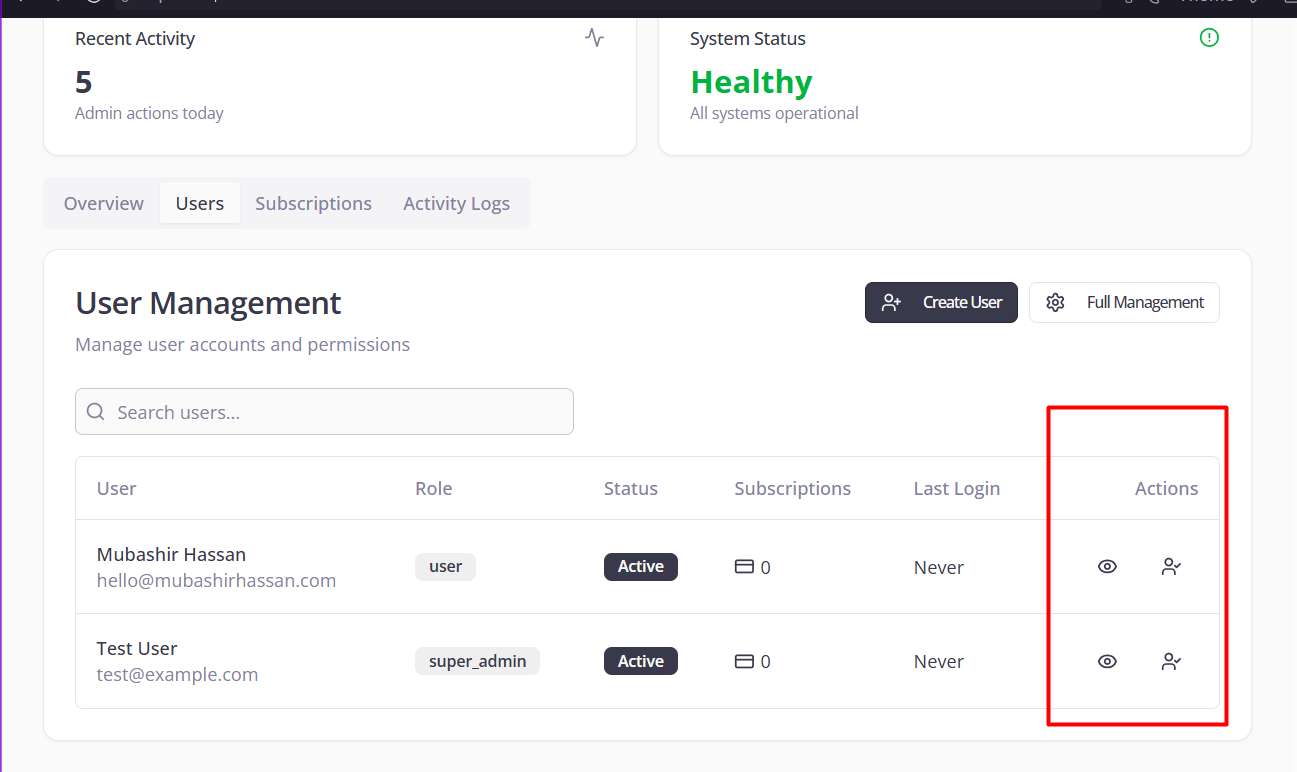 Recent Activity
5
Admin actions today
System Status
Healthy
All systems operational
Overview Users Subscriptions Activity Logs
User Management
Manage user accounts and permissions
Create User Full Management
Search users...
User Role Status Subscriptions Last Login Actions
Mubashir Hassan
hello@mubashirhassan.com
user Active 0 Never
Test User
test@example.com
super_admin Active 0 Never